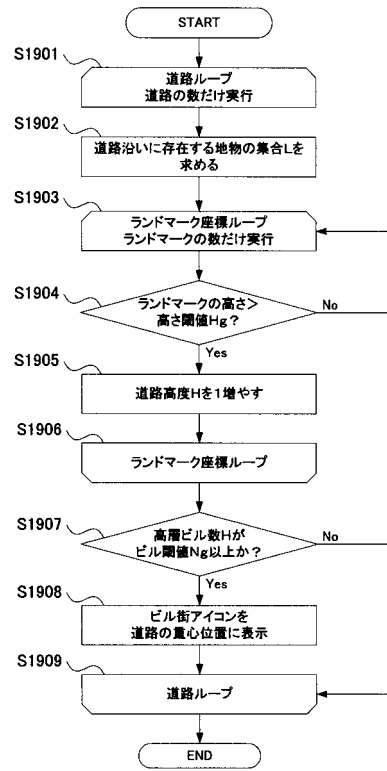 START
S1901
道路ループ
道路の数だけ実行
S1902
道路沿いに存在する地物の集合Lを
求める
S1903
ランドマーク座標ループ
ランドマークの数だけ実行
S1904
ランドマークの高さ>
高さ閾値Hg?
No
Yes
S1905
道路高度Hを1増やす
S1906
ランドマーク座標ループ
S1907
高層ビル数Hが
ビル閾値Ng以上か?
No
Yes
S1908
ビル街アイコンを
道路の重心位置に表示
S1909
道路ループ
END